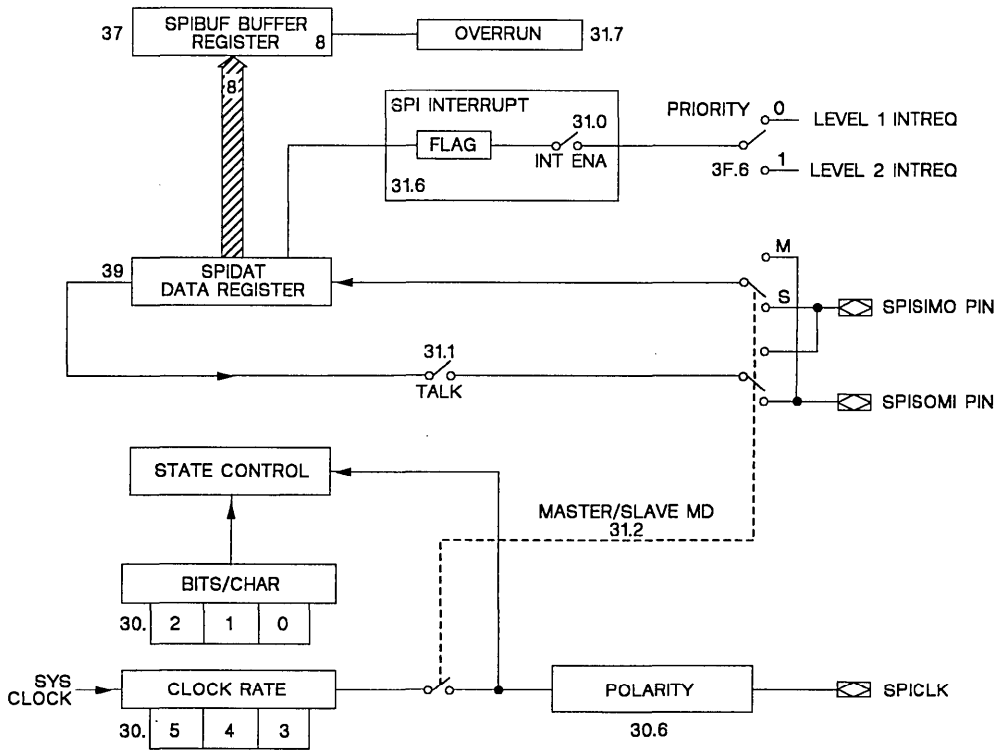 37
SPIBUF BUFFER
REGISTER 8
OVERRUN
31.7
8
SPI INTERRUPT
FLAG
31.0
INT ENA
31.6
PRIORITY
0
LEVEL 1 INTREQ
3F.6
1
LEVEL 2 INTREQ
39
SPIDAT
DATA REGISTER
M
S
SPISIMO PIN
31.1
TALK
SPISOMI PIN
STATE CONTROL
MASTER/SLAVE MD
31.2
BITS/CHAR
30. 2 1 0
SYS
CLOCK
CLOCK RATE
30. 5 4 3
POLARITY
30.6
SPICLK